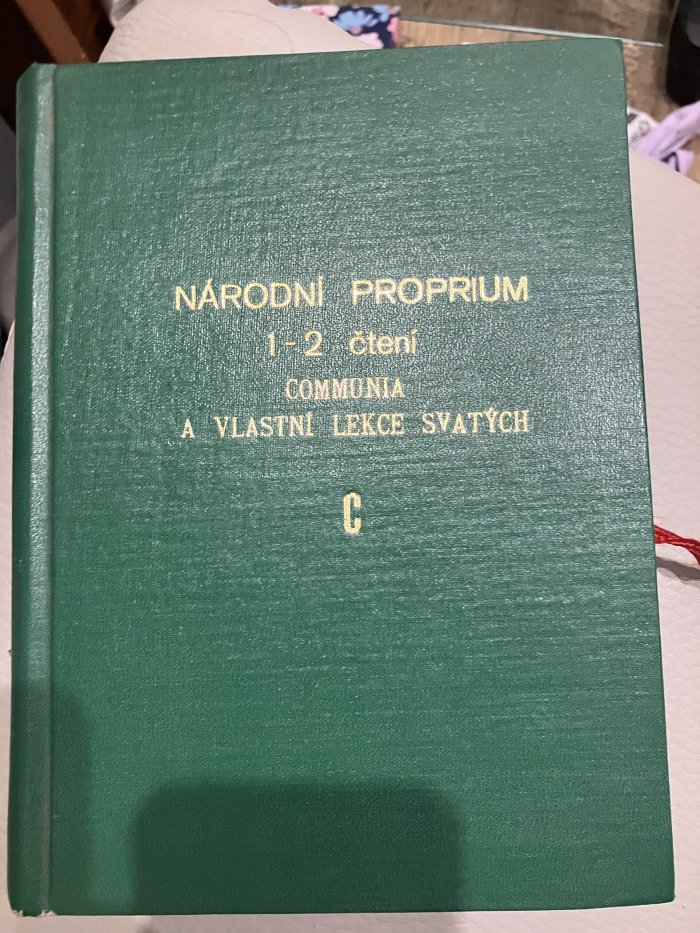 NÁRODNÍ PROPRIUM
1-2 čtení
COMMUNIA
A VLASTNÍ LEKCE SVATÝCH
C